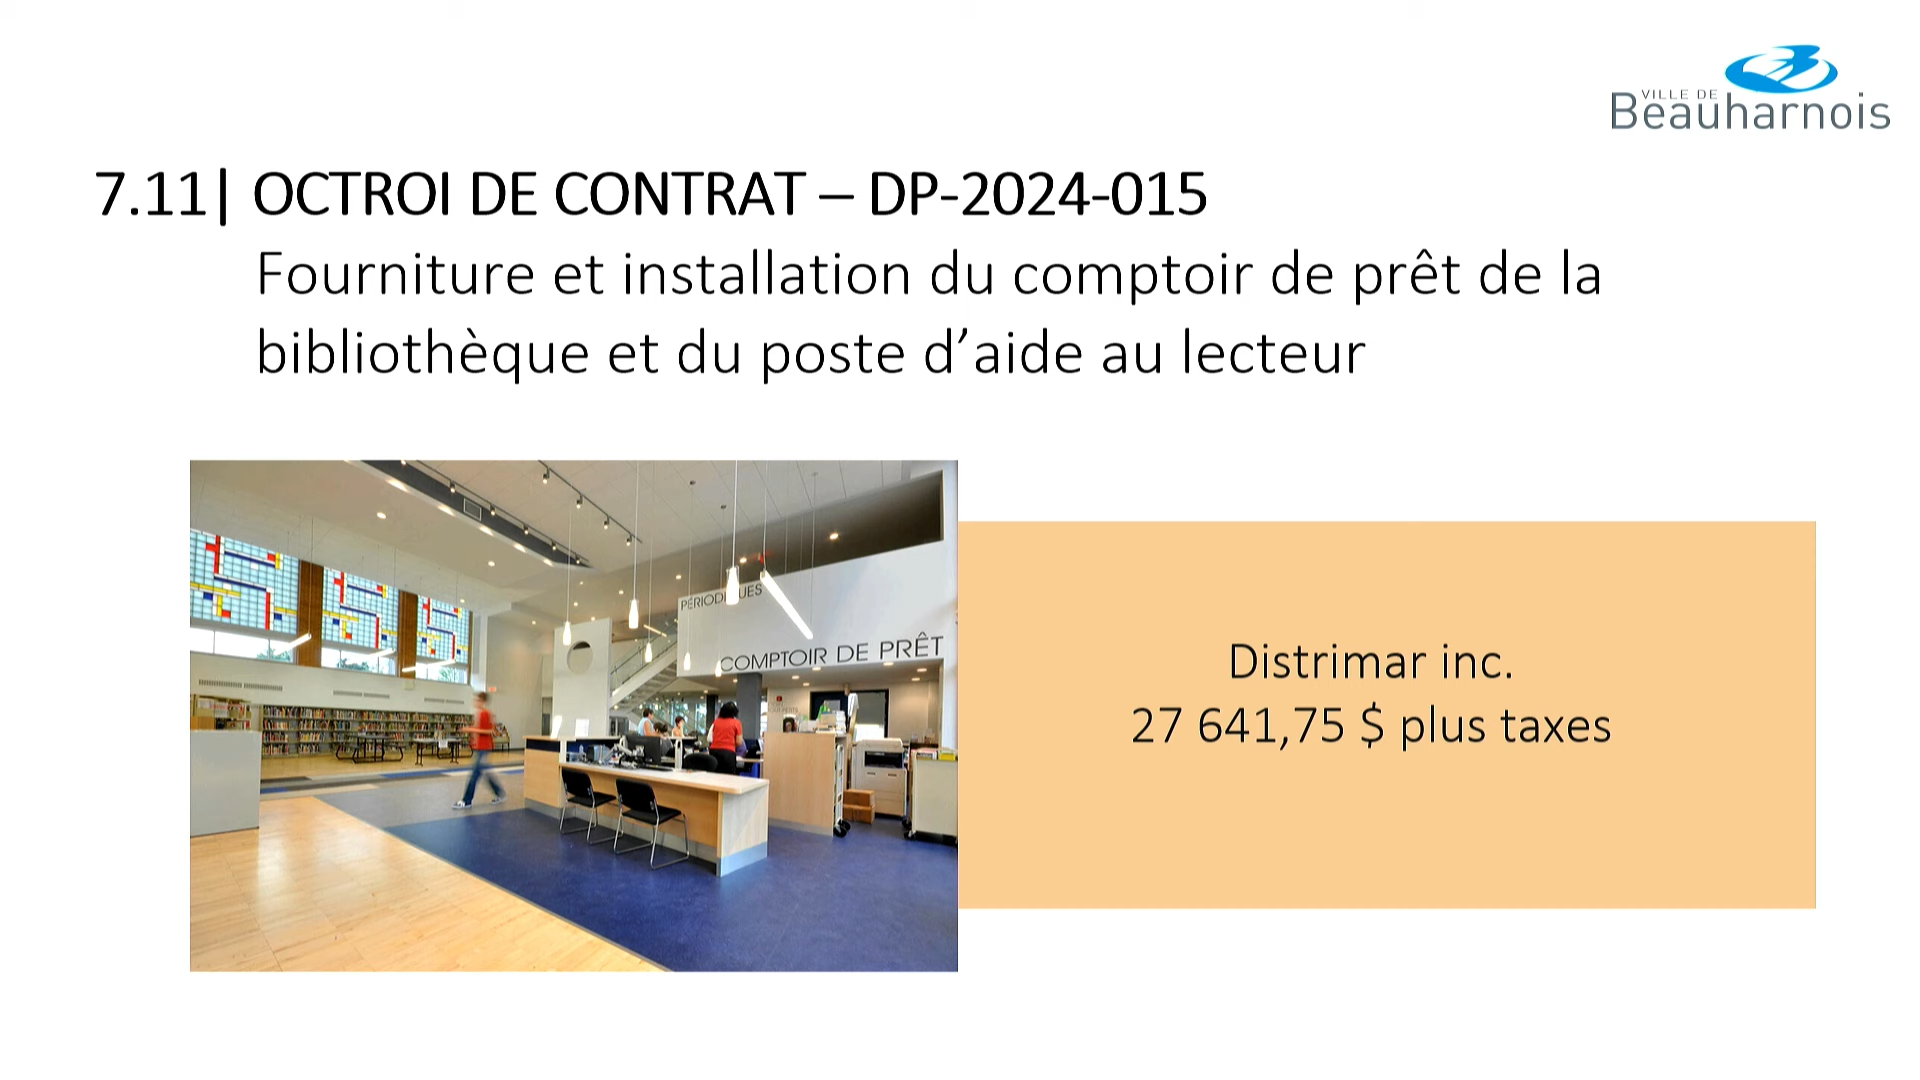 VILLE DE
Beauharnois
7.11| OCTROI DE CONTRAT – DP-2024-015
Fourniture et installation du comptoir de prêt de la
bibliothèque et du poste d’aide au lecteur
PÉRIODIQUES
COMPTOIR DE PRÊT
Distrimar inc.
27 641,75 $ plus taxes